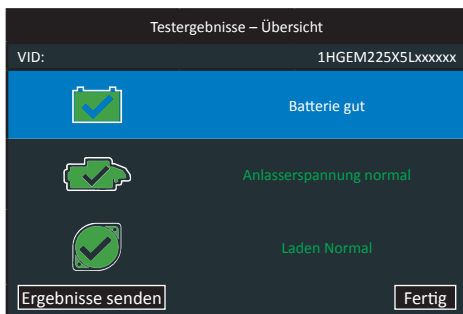 Testergebnisse – Übersicht
VID: 1HGEM225X5Lxxxxxx
Batterie gut
Anlasserspannung normal
Laden Normal
Ergebnisse senden Fertig